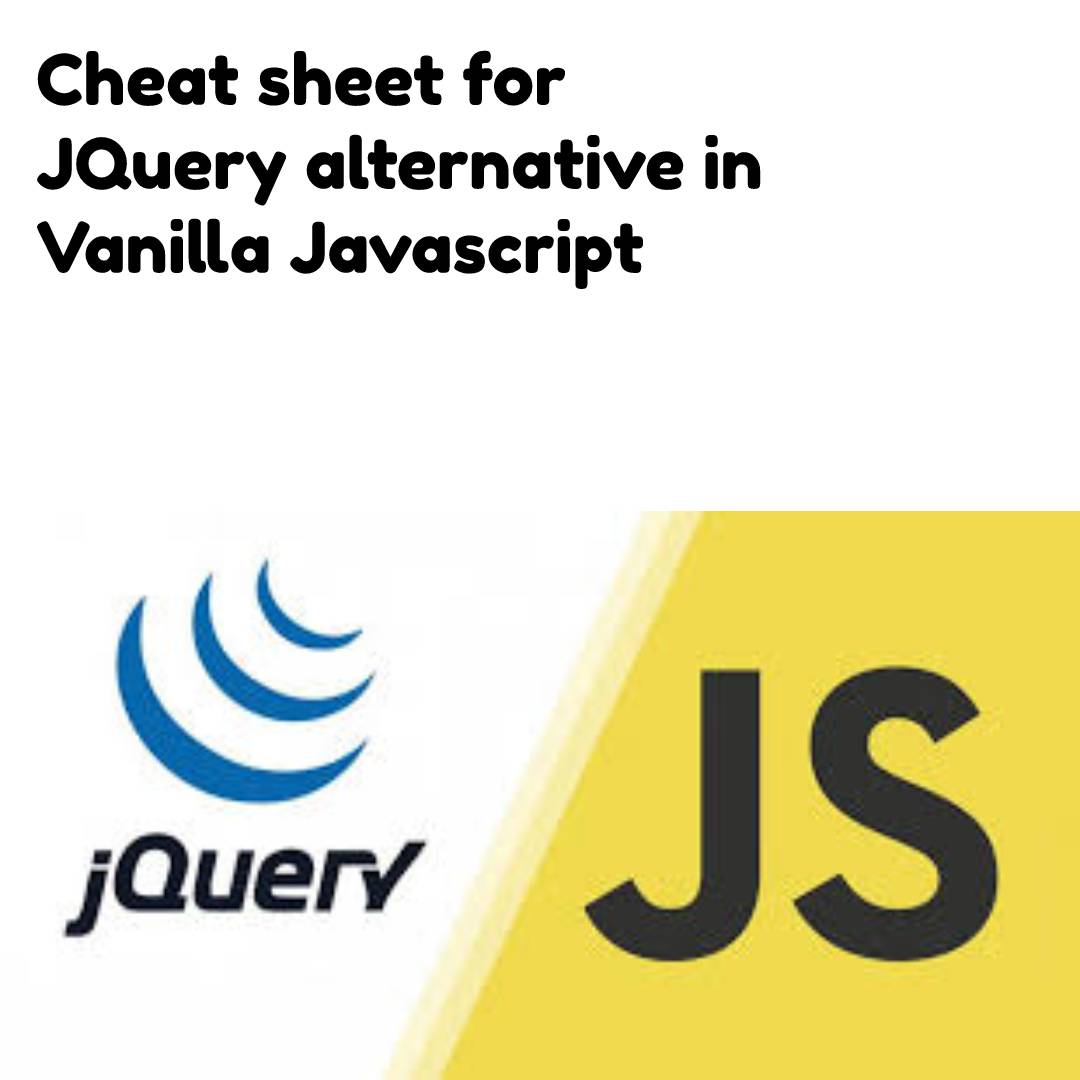 Cheat sheet for
JQuery alternative in
Vanilla Javascript
jQuery
JS